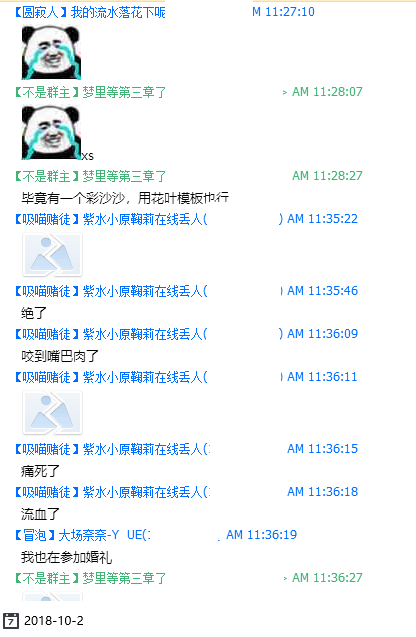 【圆寂人】我的流水落花下呢 M 11:27:10
【不是群主】梦里等第三章了 > AM 11:28:07
xs
【不是群主】梦里等第三章了 AM 11:28:27
毕竟有一个彩沙沙，用花叶模板也行
【吸喵赌徒】紫水小原鞠莉在线丢人( ) AM 11:35:22
【吸喵赌徒】紫水小原鞠莉在线丢人( ) AM 11:35:46
绝了
【吸喵赌徒】紫水小原鞠莉在线丢人( ) AM 11:36:09
咬到嘴巴肉了
【吸喵赌徒】紫水小原鞠莉在线丢人( ) AM 11:36:11
【吸喵赌徒】紫水小原鞠莉在线丢人( AM 11:36:15
痛死了
【吸喵赌徒】紫水小原鞠莉在线丢人( AM 11:36:18
流血了
【冒泡】大场奈奈-Y UE( AM 11:36:19
我也在参加婚礼
【不是群主】梦里等第三章了 > AM 11:36:27
7 2018-10-2